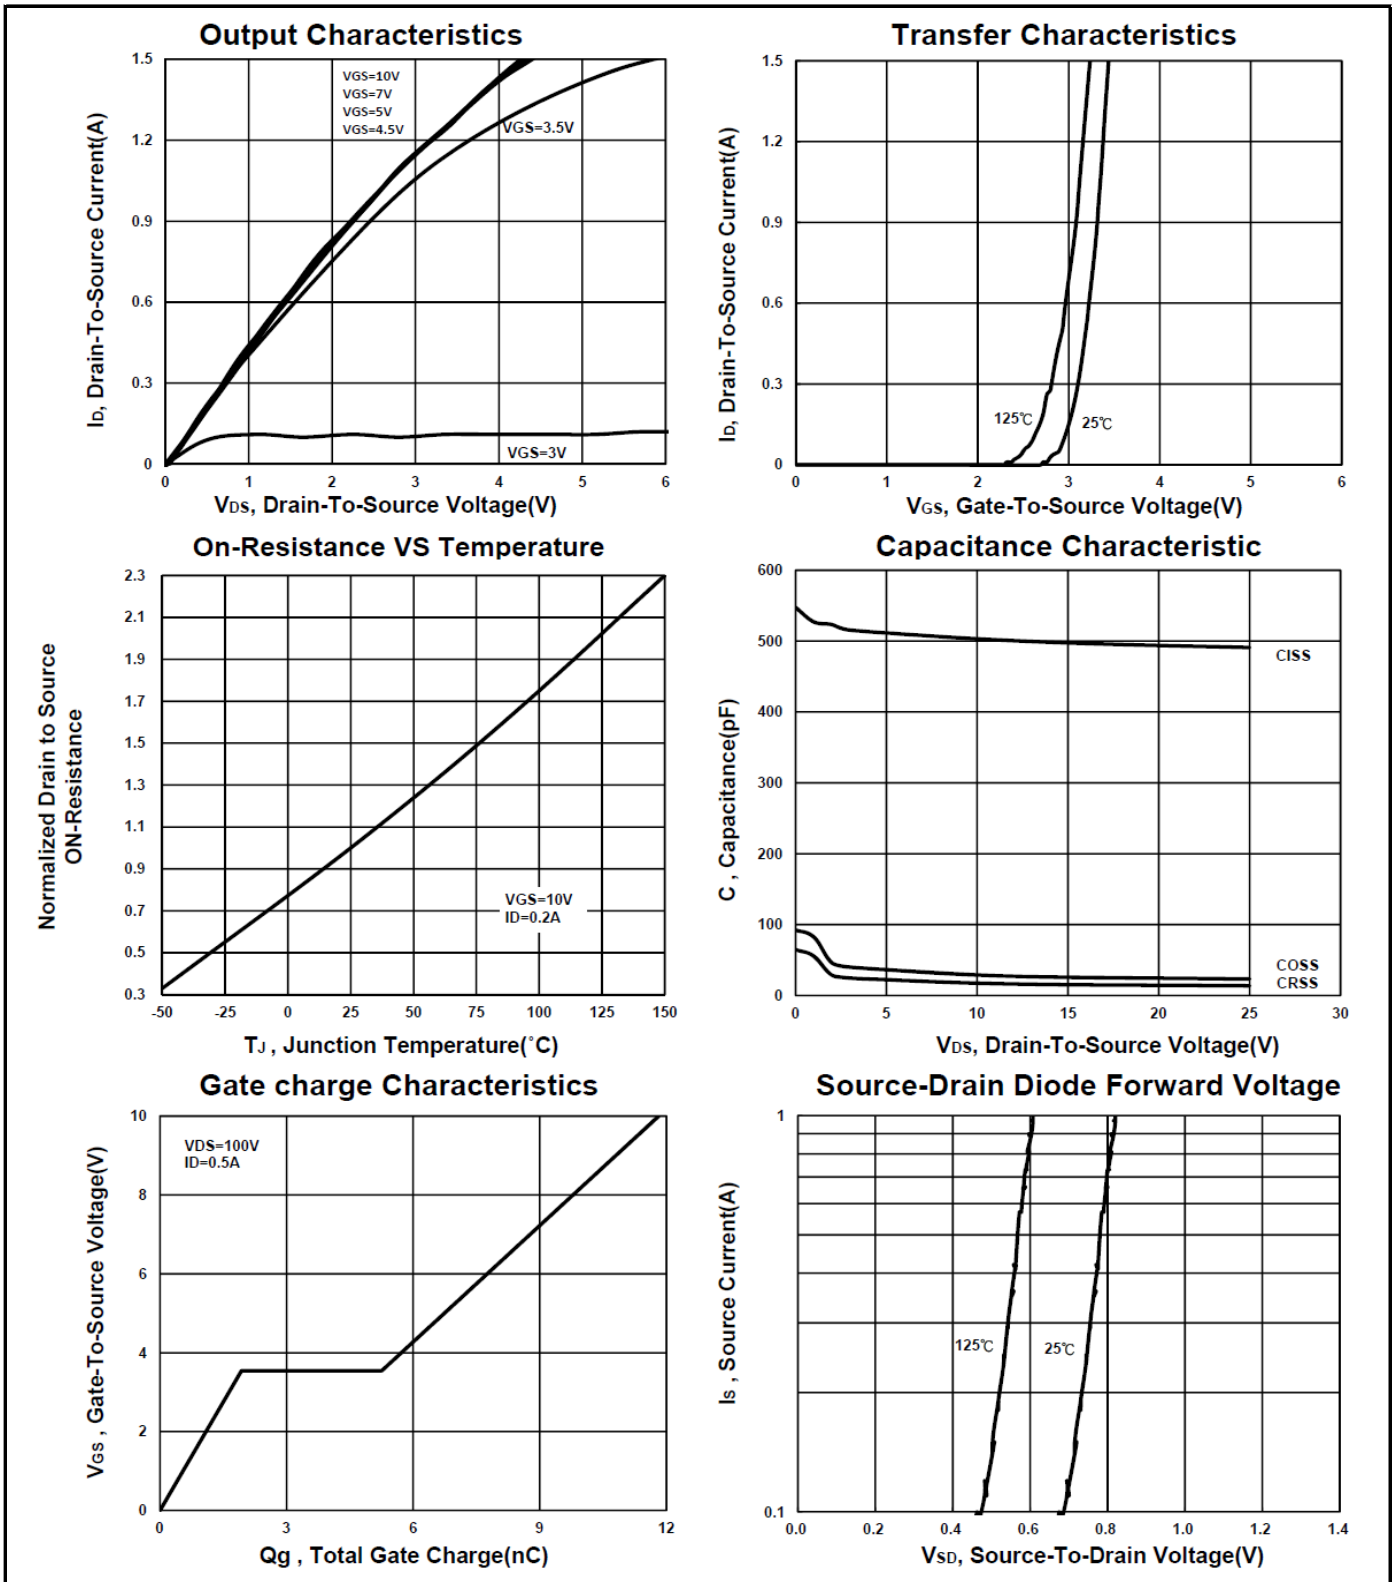 Output Characteristics
1.5
1.2
0.9
0.6
0.3
0
ID, Drain-To-Source Current(A)
VGS=10V
VGS=7V
VGS=5V
VGS=4.5V
VGS=3.5V
VGS=3V
0 1 2 3 4 5 6
VDS, Drain-To-Source Voltage(V)
Transfer Characteristics
1.5
1.2
0.9
0.6
0.3
0
ID, Drain-To-Source Current(A)
125℃ 25℃
0 1 2 3 4 5 6
VGS, Gate-To-Source Voltage(V)
On-Resistance VS Temperature
2.3
2.1
1.9
1.7
1.5
1.3
1.1
0.9
0.7
0.5
0.3
Normalized Drain to Source
ON-Resistance
VGS=10V
ID=0.2A
-50 -25 0 25 50 75 100 125 150
TJ , Junction Temperature(˚C)
Capacitance Characteristic
600
500
400
300
200
100
0
C , Capacitance(pF)
CISS
COSS
CRSS
0 5 10 15 20 25 30
VDS, Drain-To-Source Voltage(V)
Gate charge Characteristics
10
8
6
4
2
0
VGS , Gate-To-Source Voltage(V)
VDS=100V
ID=0.5A
0 3 6 9 12
Qg , Total Gate Charge(nC)
Source-Drain Diode Forward Voltage
1
0.1
IS , Source Current(A)
125℃ 25℃
0.0 0.2 0.4 0.6 0.8 1.0 1.2 1.4
VSD, Source-To-Drain Voltage(V)